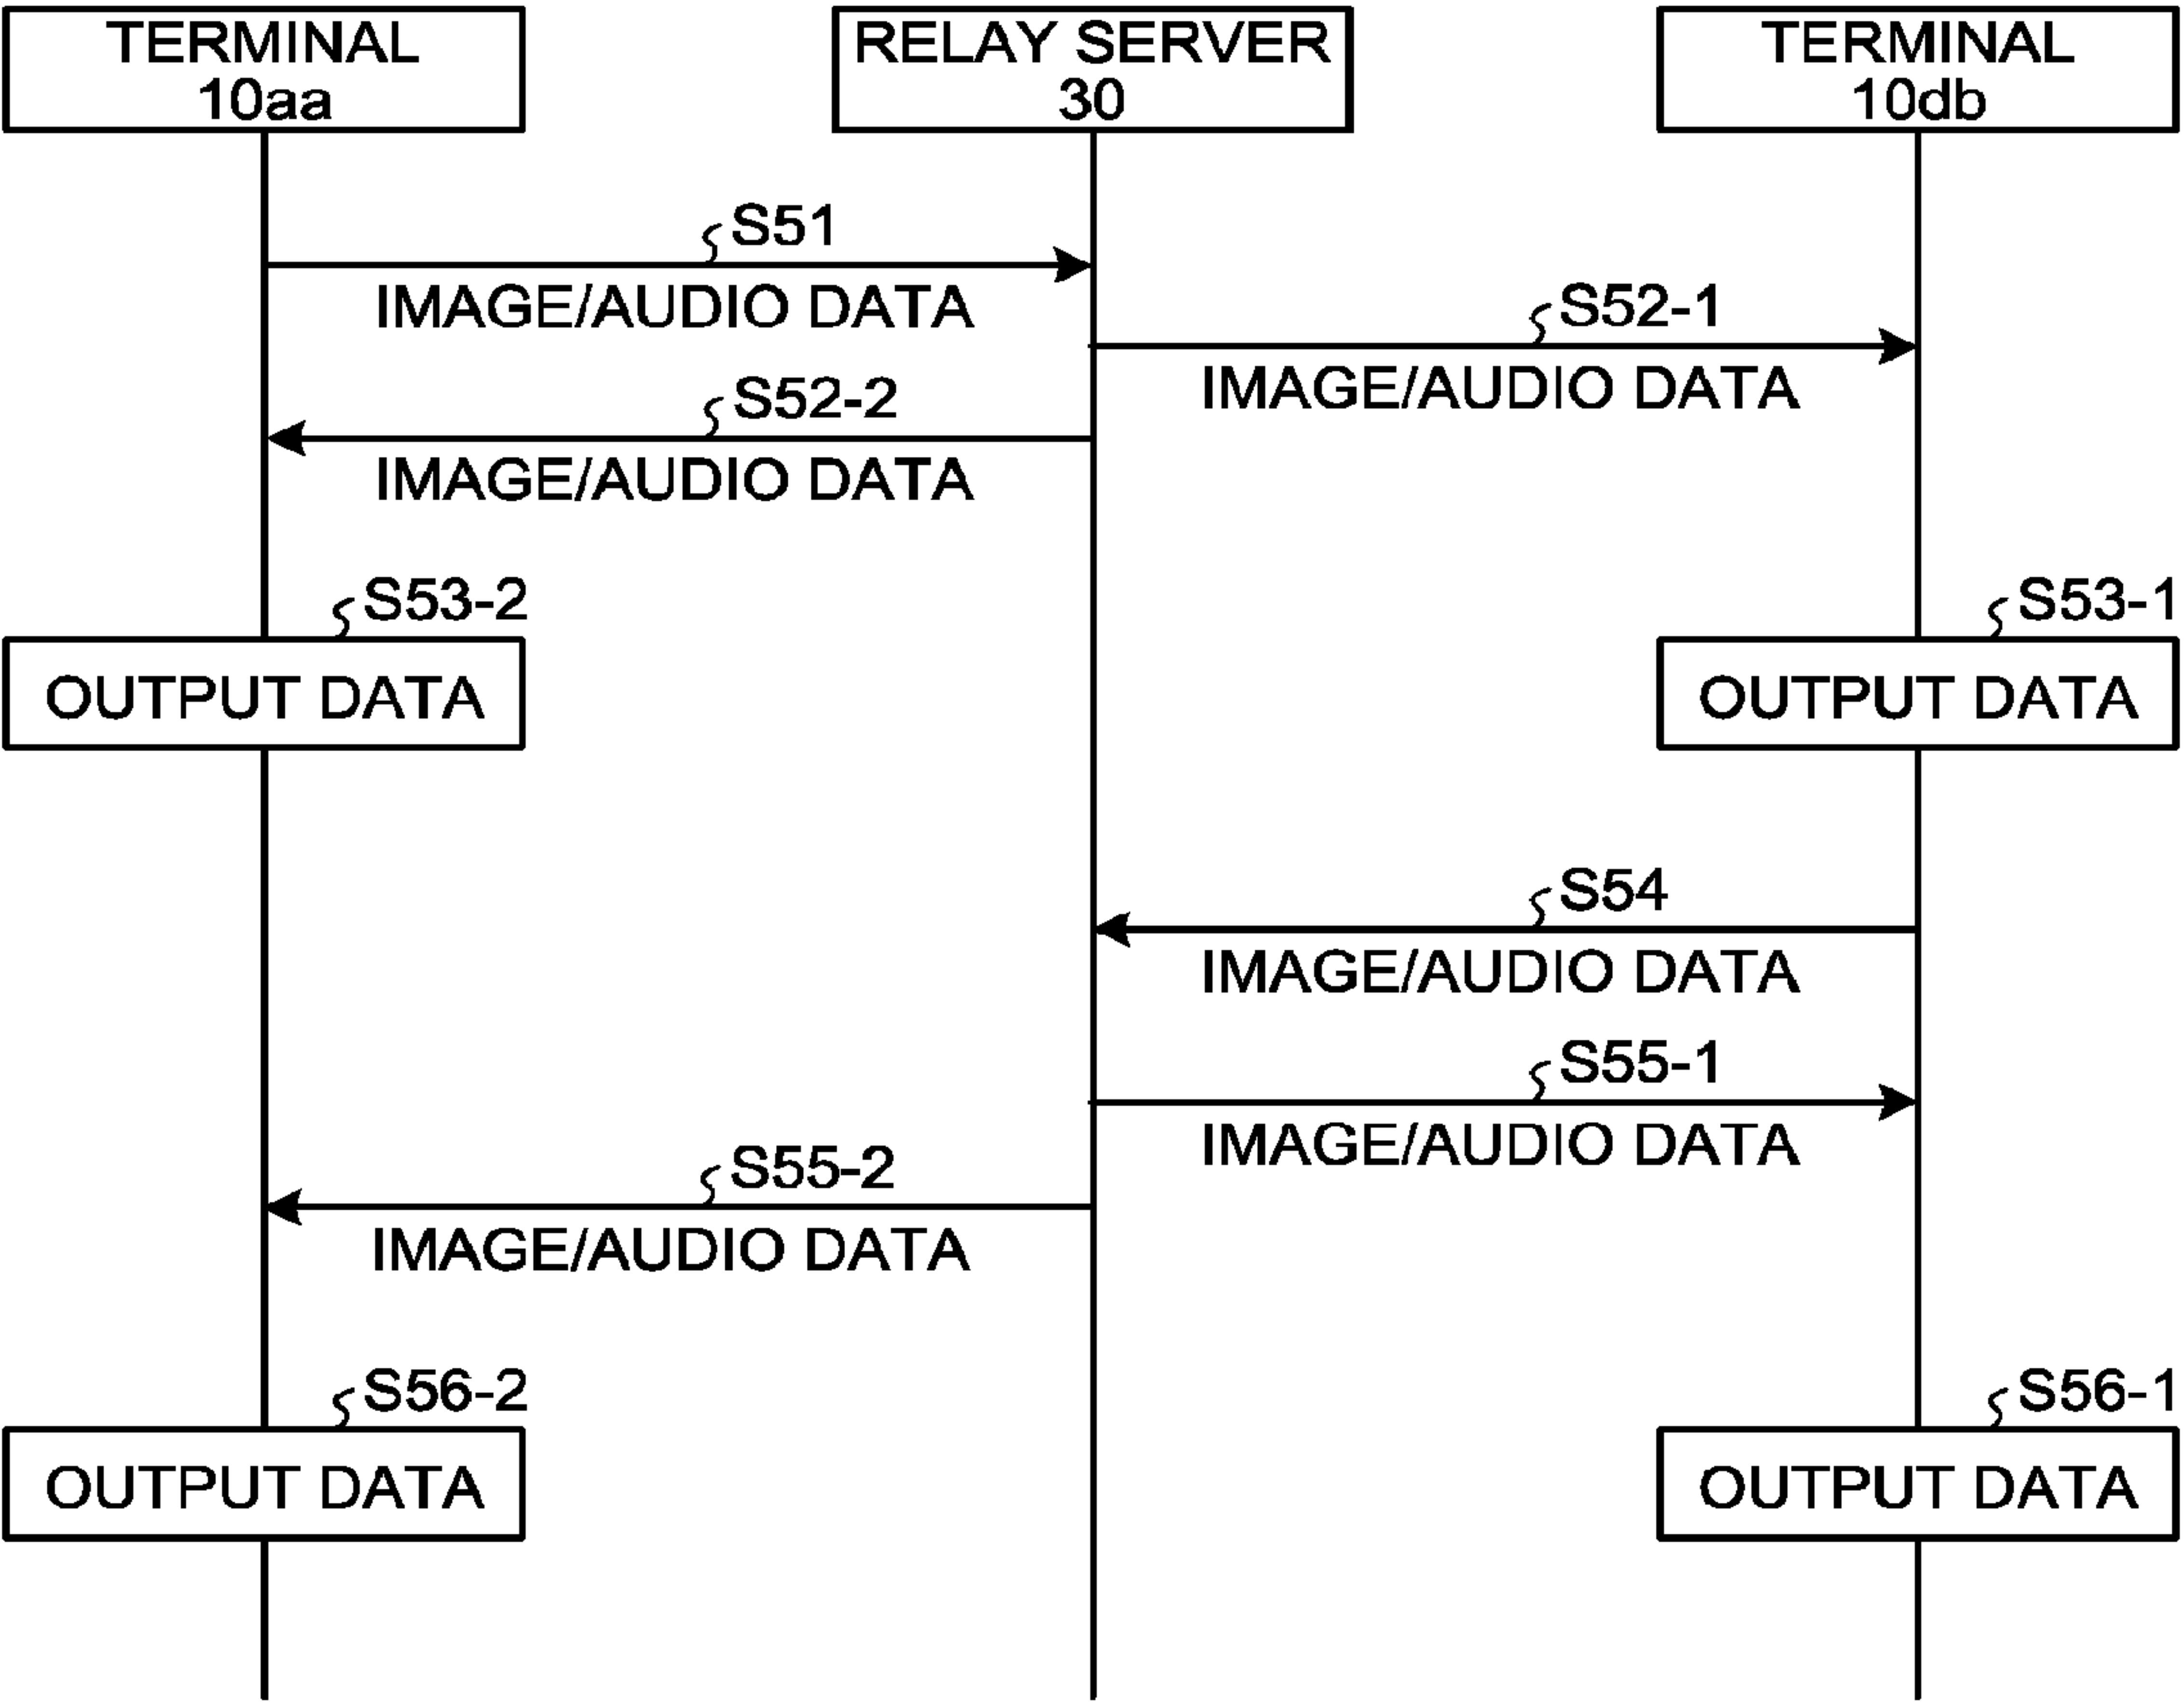 TERMINAL
10aa
RELAY SERVER
30
TERMINAL
10db
S51
IMAGE/AUDIO DATA
S52-1
IMAGE/AUDIO DATA
S52-2
IMAGE/AUDIO DATA
S53-2
OUTPUT DATA
S53-1
OUTPUT DATA
S54
IMAGE/AUDIO DATA
S55-1
IMAGE/AUDIO DATA
S55-2
IMAGE/AUDIO DATA
S56-2
OUTPUT DATA
S56-1
OUTPUT DATA